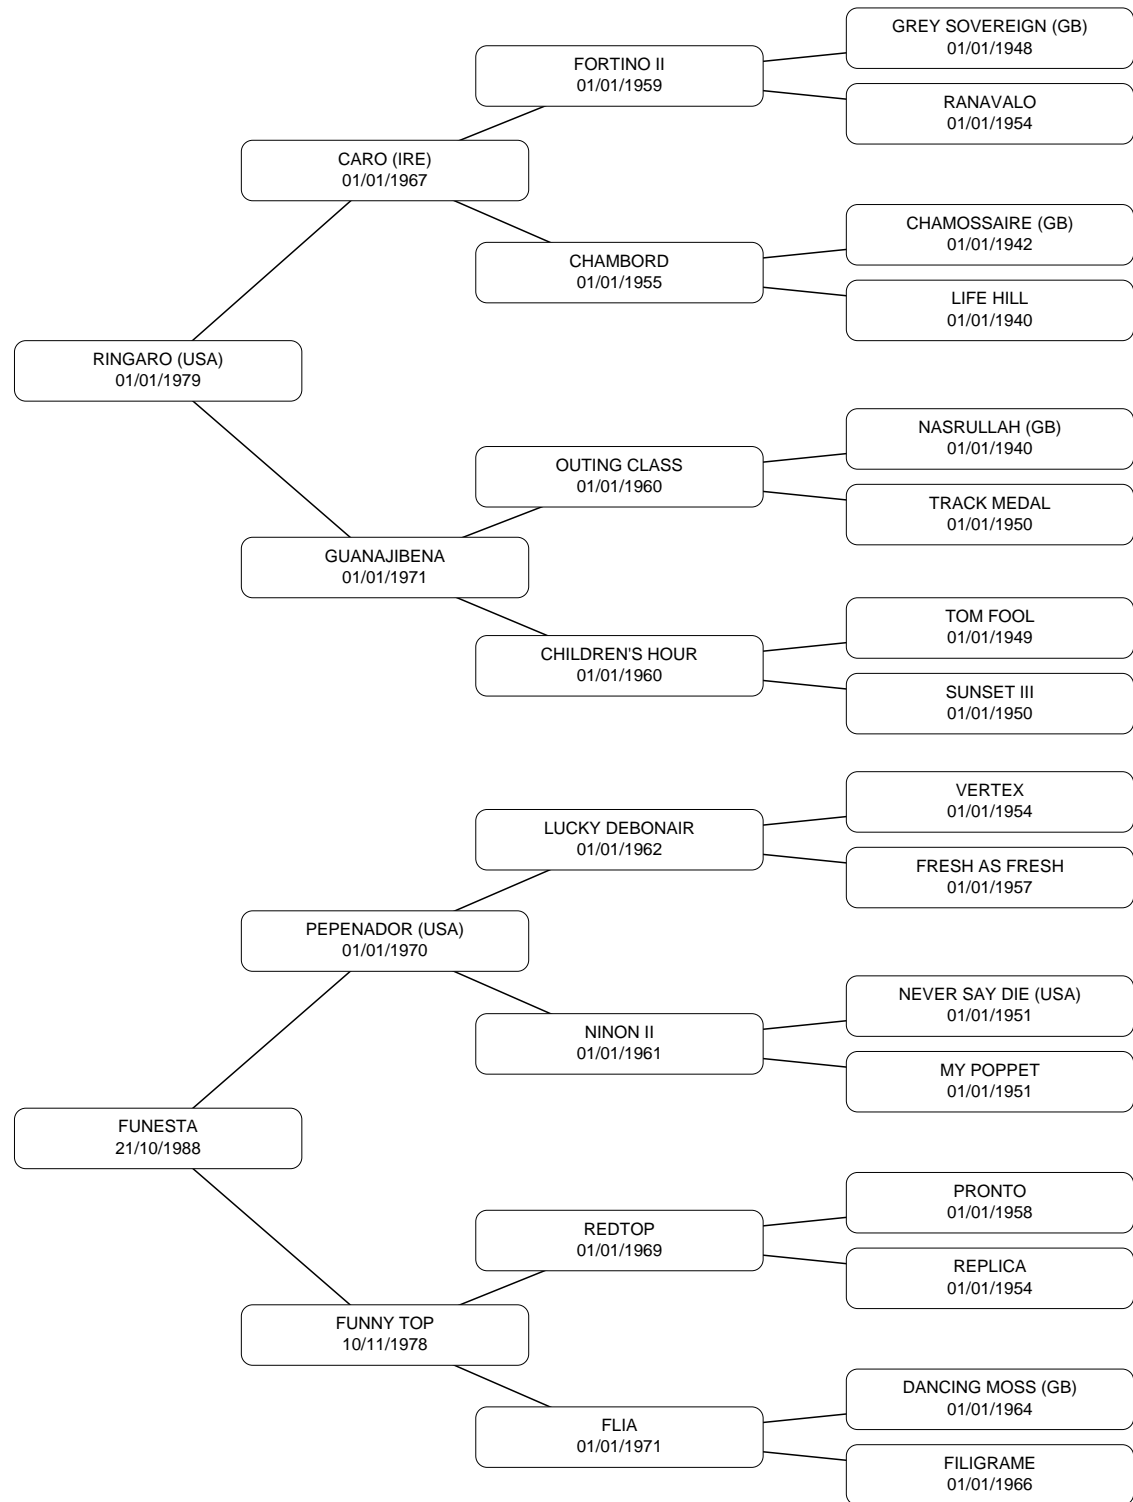 GREY SOVEREIGN (GB)
01/01/1948
FORTINO II
01/01/1959
RANAVALO
01/01/1954
CARO (IRE)
01/01/1967
CHAMOSSAIRE (GB)
01/01/1942
CHAMBORD
01/01/1955
LIFE HILL
01/01/1940
RINGARO (USA)
01/01/1979
NASRULLAH (GB)
01/01/1940
OUTING CLASS
01/01/1960
TRACK MEDAL
01/01/1950
GUANAJIBENA
01/01/1971
TOM FOOL
01/01/1949
CHILDREN'S HOUR
01/01/1960
SUNSET III
01/01/1950
VERTEX
01/01/1954
LUCKY DEBONAIR
01/01/1962
FRESH AS FRESH
01/01/1957
PEPENADOR (USA)
01/01/1970
NEVER SAY DIE (USA)
01/01/1951
NINON II
01/01/1961
MY POPPET
01/01/1951
FUNESTA
21/10/1988
PRONTO
01/01/1958
REDTOP
01/01/1969
REPLICA
01/01/1954
FUNNY TOP
10/11/1978
DANCING MOSS (GB)
01/01/1964
FLIA
01/01/1971
FILIGRAME
01/01/1966